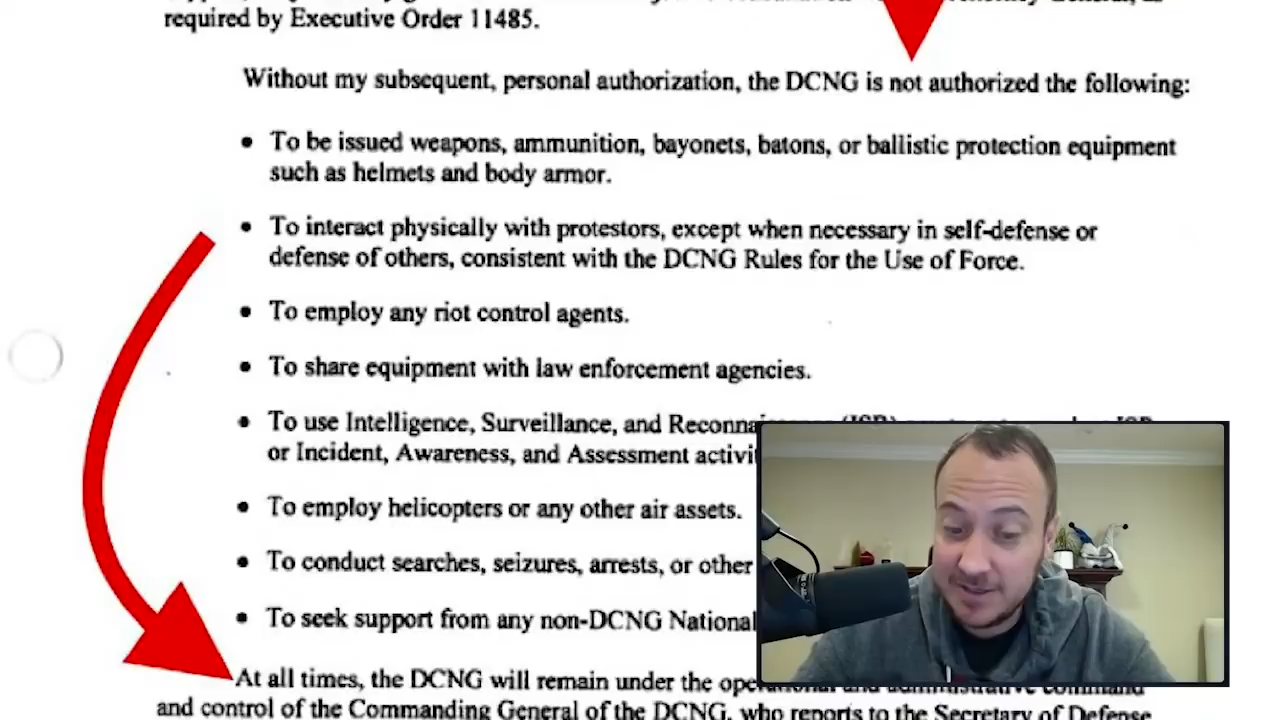 required by Executive Order 11485.
Without my subsequent, personal authorization, the DCNG is not authorized the following:
• To be issued weapons, ammunition, bayonets, batons, or ballistic protection equipment
such as helmets and body armor.
• To interact physically with protestors, except when necessary in self-defense or
defense of others, consistent with the DCNG Rules for the Use of Force.
• To employ any riot control agents.
• To share equipment with law enforcement agencies.
• To use Intelligence, Surveillance, and
or Incident, Awareness, and Assessment
• To employ helicopters or any other air assets.
• To conduct searches, seizures, arrests, or other
• To seek support from any non-DCNG National
At all times, the DCNG will remain under the
and control of the Commanding General of the DCNG, who reports to the Secretary of Defense